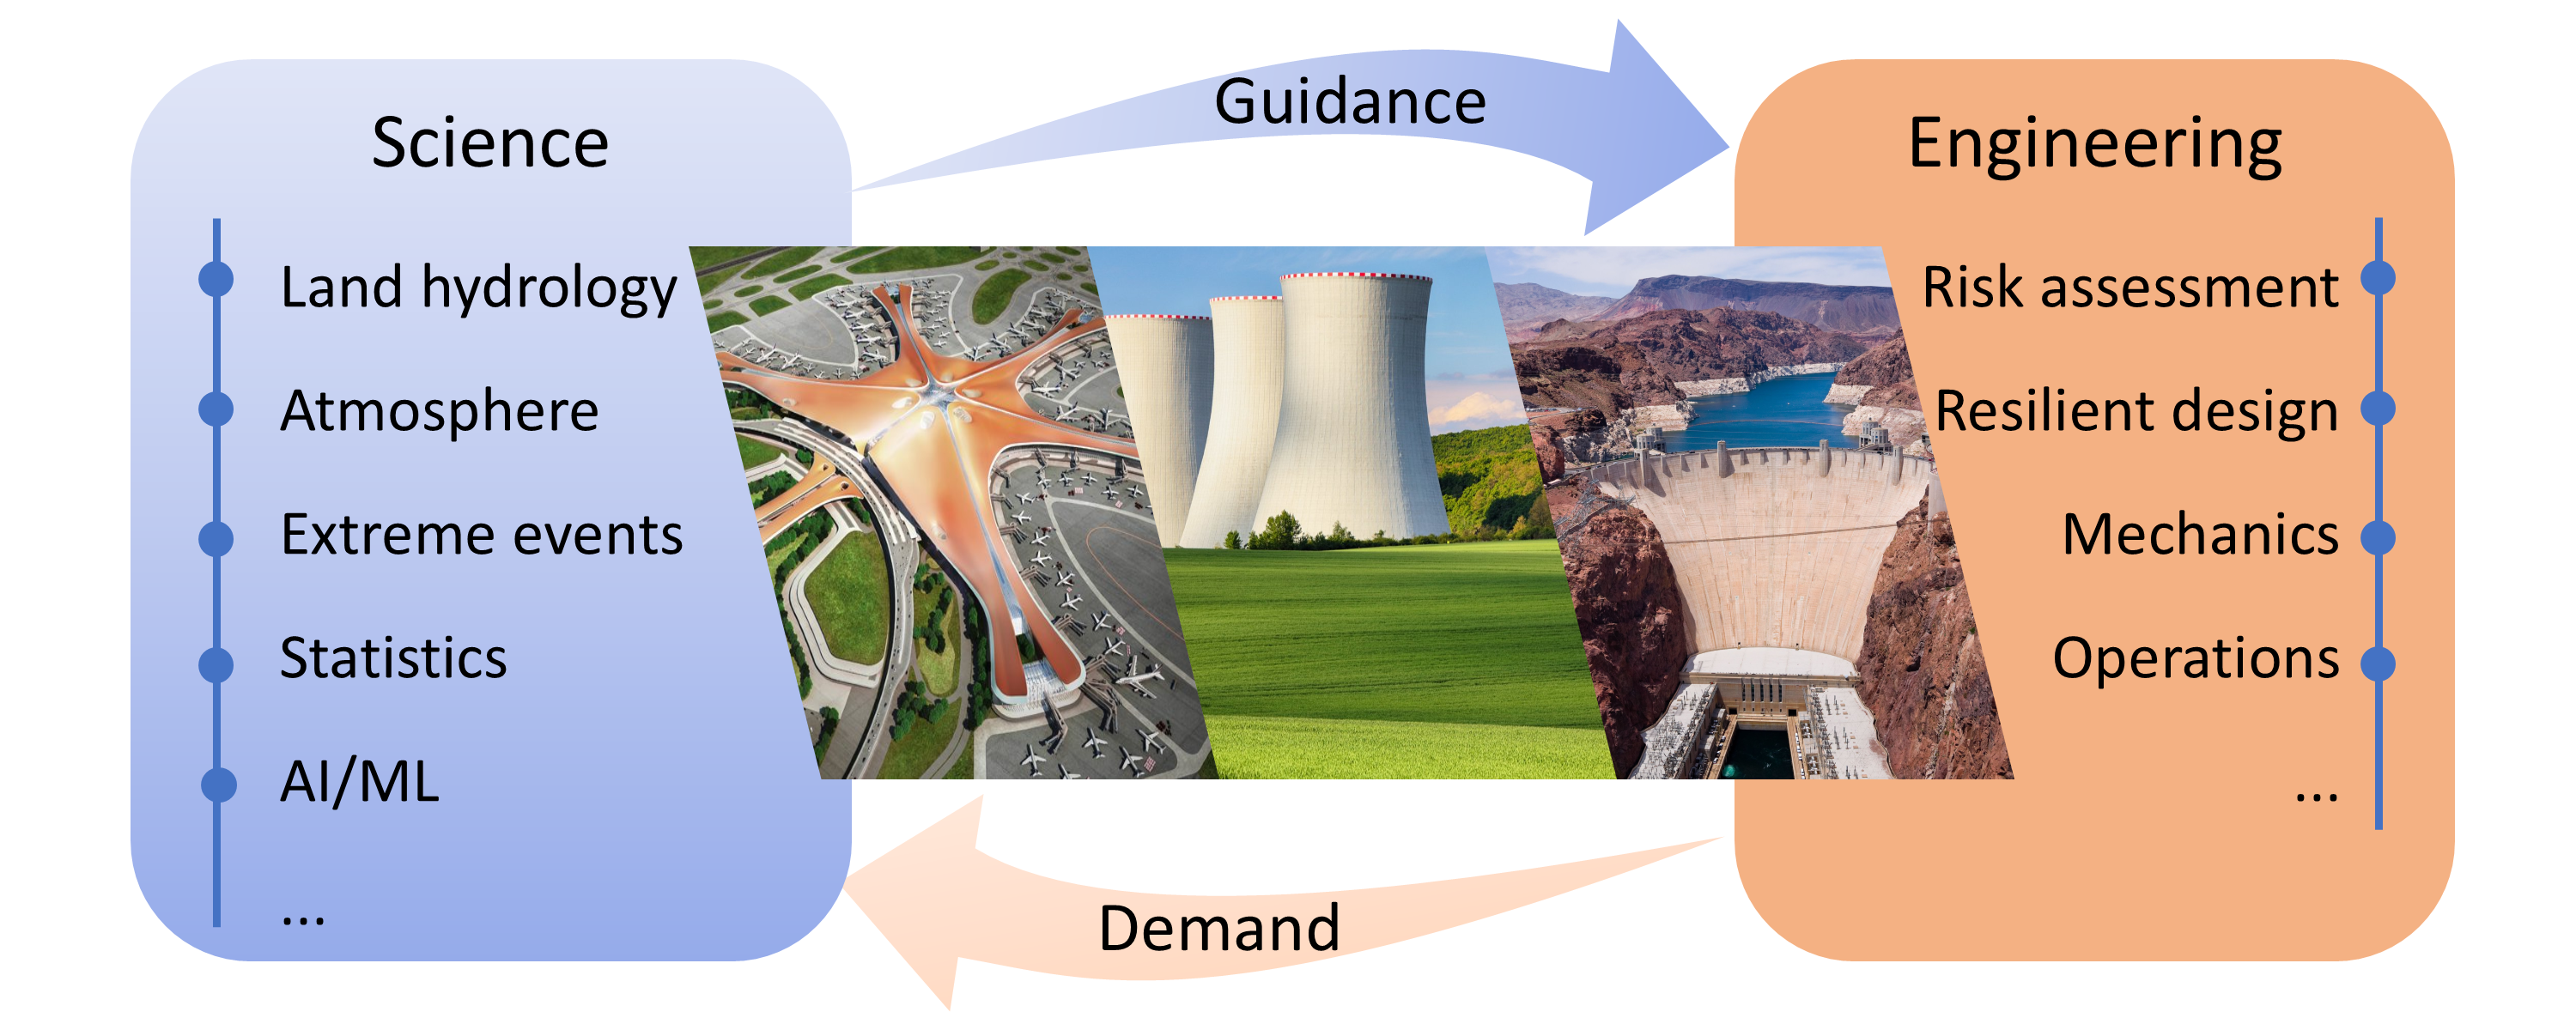 Science
Land hydrology
Atmosphere
Extreme events
Statistics
AI/ML
...
Guidance
Demand
Engineering
Risk assessment
Resilient design
Mechanics
Operations
...